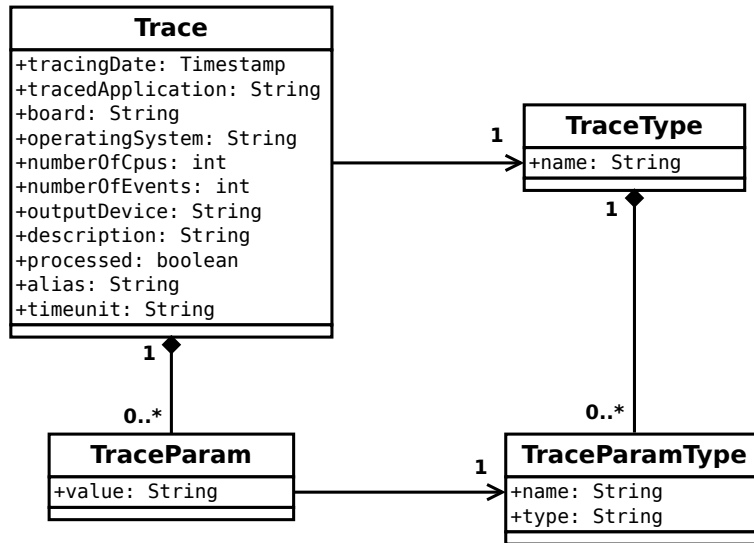 Trace
+tracingDate: Timestamp
+tracedApplication: String
+board: String
+operatingSystem: String
+numberOfCpus: int
+numberOfEvents: int
+outputDevice: String
+description: String
+processed: boolean
+alias: String
+timeunit: String
1
TraceType
+name: String
1
1
0..*
0..*
TraceParam
+value: String
1
TraceParamType
+name: String
+type: String